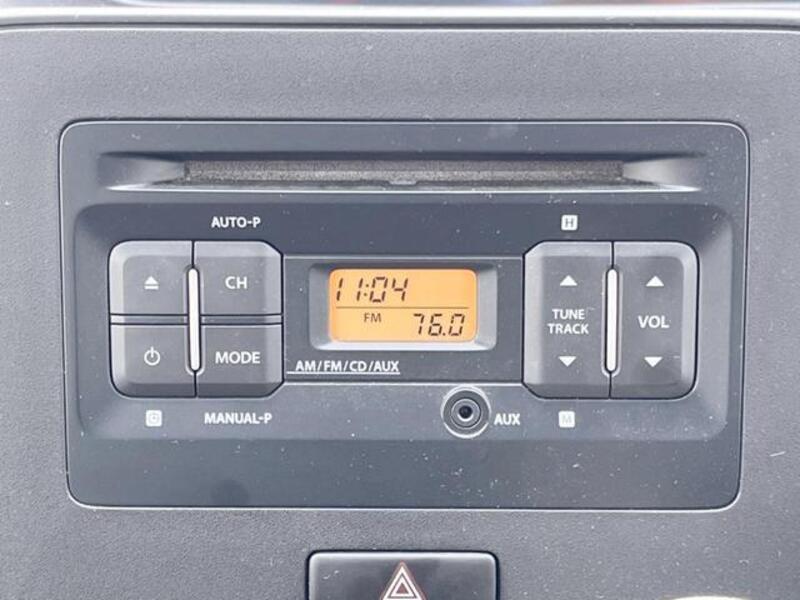 AUTO-P
H
CH
11:04
FM 76.0
TUNE
TRACK
VOL
MODE
AM/FM/CD/AUX
MANUAL-P
AUX
M